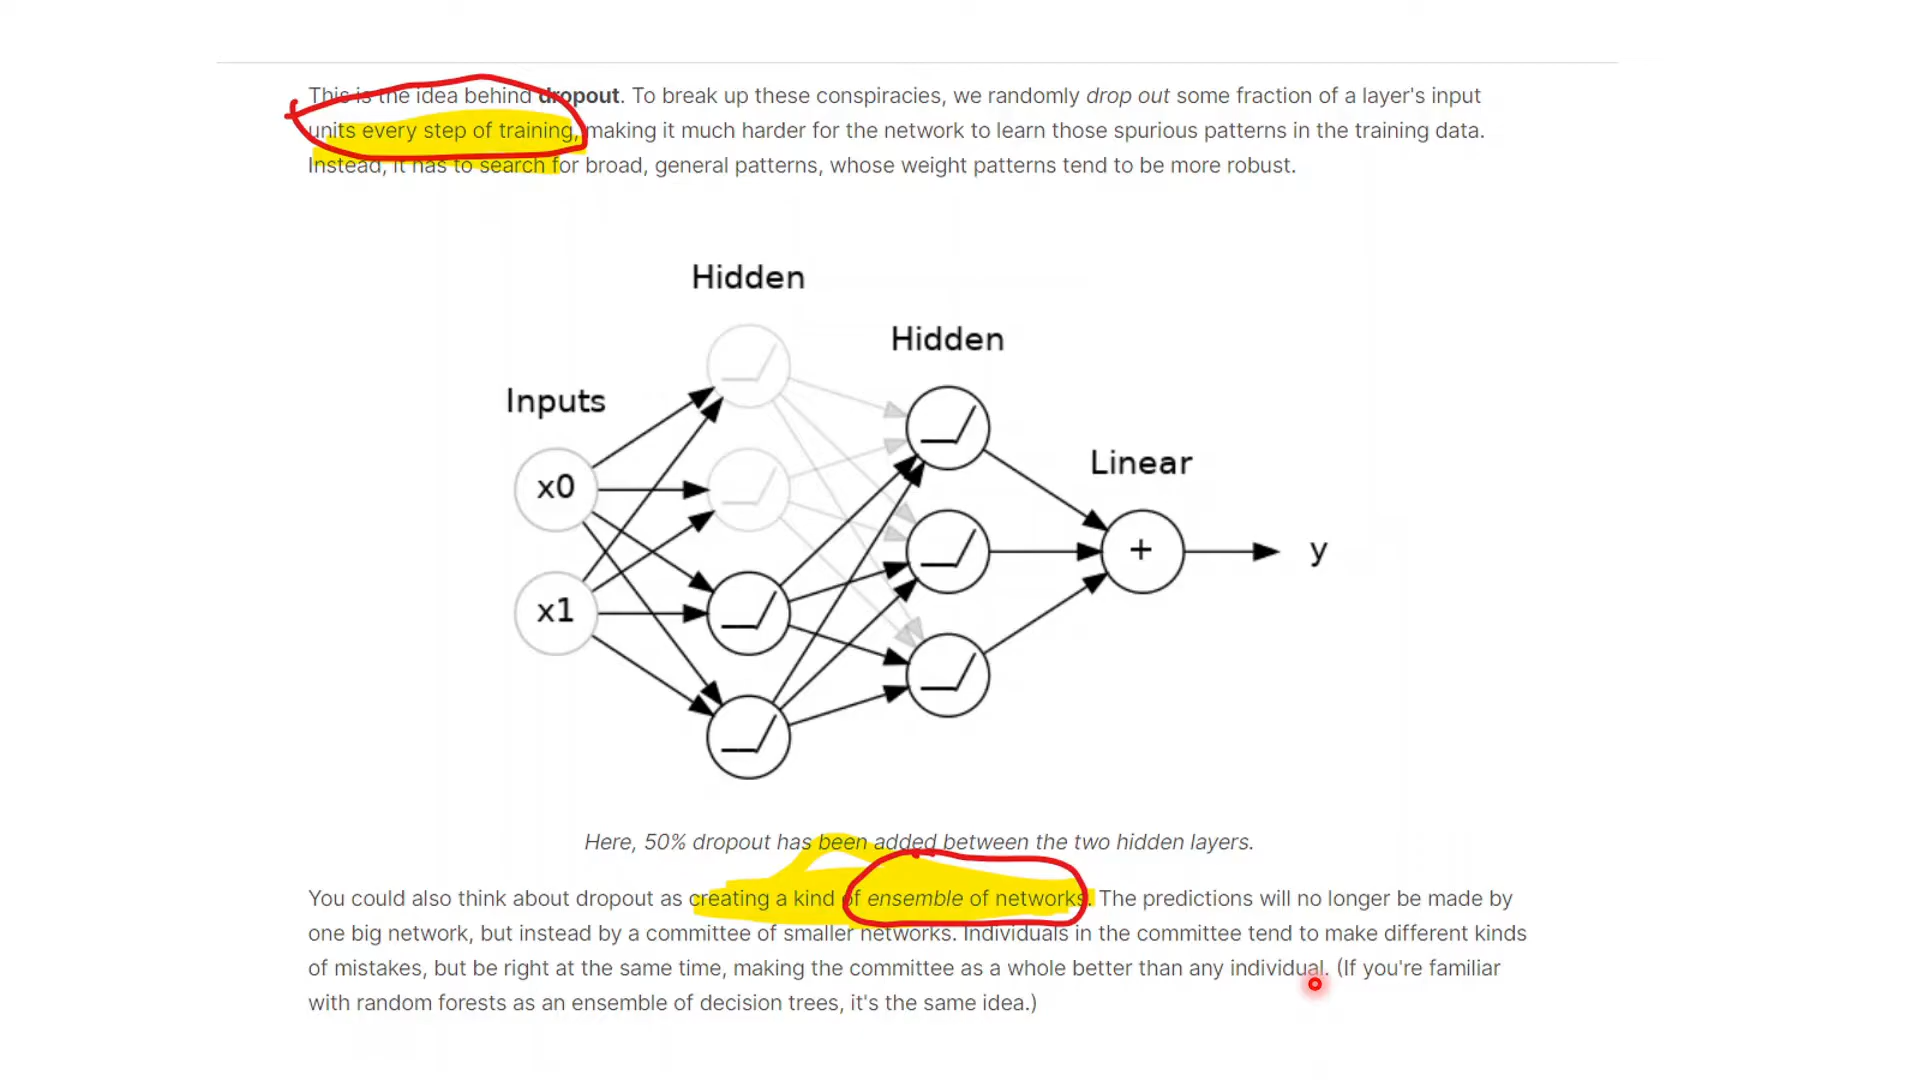 This is the idea behind dropout. To break up these conspiracies, we randomly drop out some fraction of a layer's input
units every step of training, making it much harder for the network to learn those spurious patterns in the training data.
Instead, it has to search for broad, general patterns, whose weight patterns tend to be more robust.
Hidden
Hidden
Inputs
Linear
x0
+
y
x1
Here, 50% dropout has been added between the two hidden layers.
You could also think about dropout as creating a kind of ensemble of networks. The predictions will no longer be made by
one big network, but instead by a committee of smaller networks. Individuals in the committee tend to make different kinds
of mistakes, but be right at the same time, making the committee as a whole better than any individual. (If you're familiar
with random forests as an ensemble of decision trees, it's the same idea.)